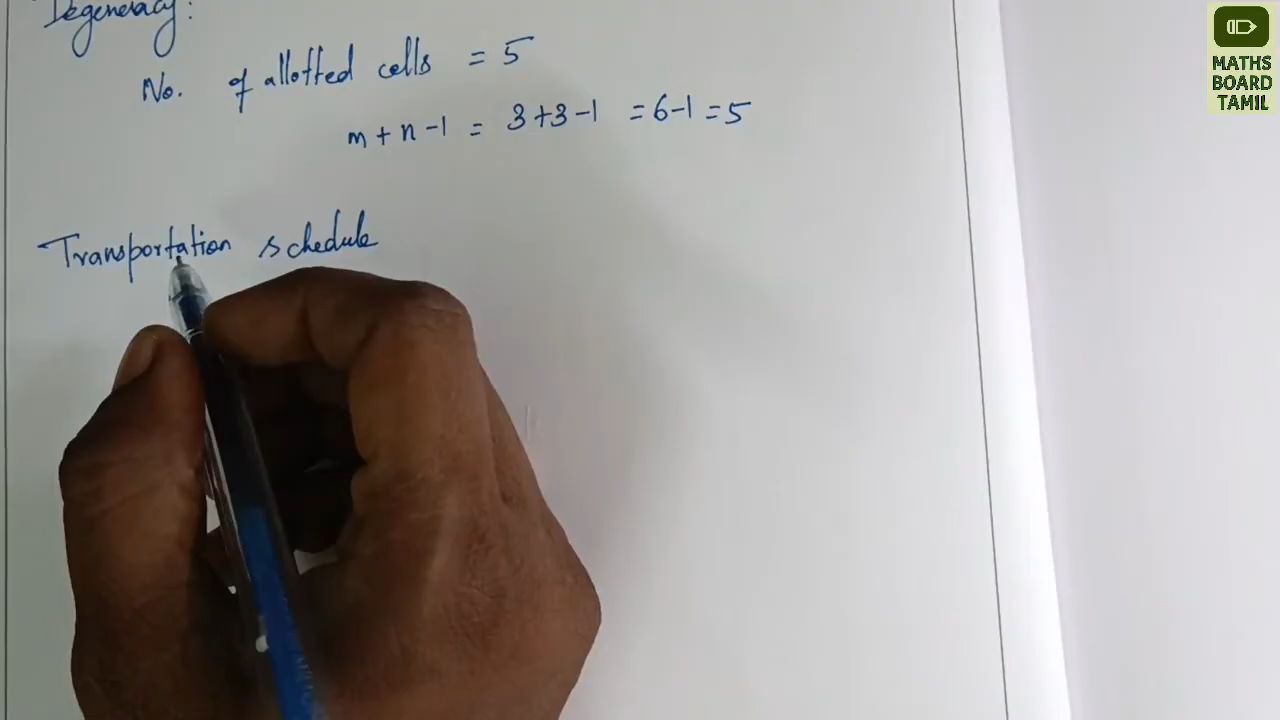 Degeneracy:
No. of allotted cells = 5
m + n - 1 = 3 + 3 - 1 = 6 - 1 = 5
Transportation schedule
MATHS
BOARD
TAMIL